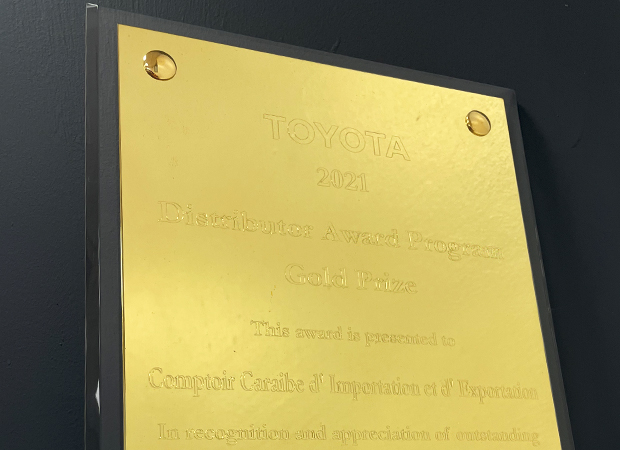 TOYOTA
2021
Distributor Award Program
Gold Prize
This award is presented to
Comptoir Caraibe d' Importation et d' Exportation
In recognition and appreciation of outstanding